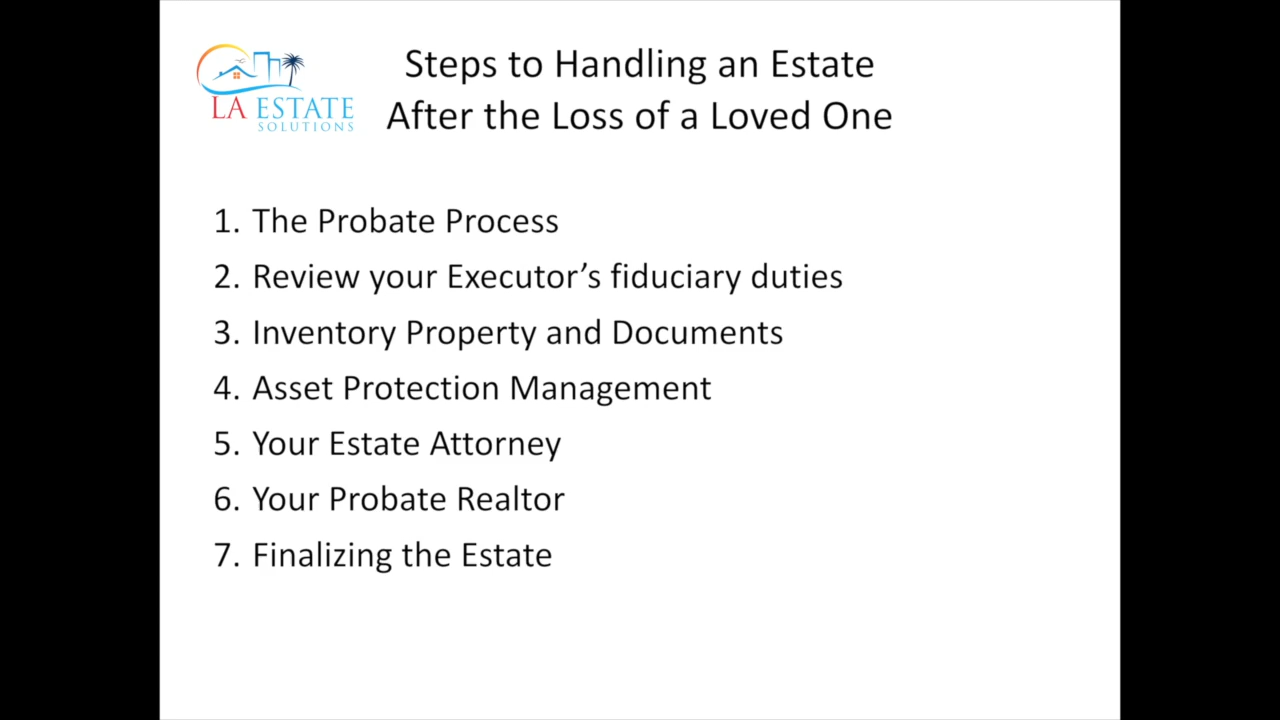 LA ESTATE
SOLUTIONS
Steps to Handling an Estate
After the Loss of a Loved One
1. The Probate Process
2. Review your Executor’s fiduciary duties
3. Inventory Property and Documents
4. Asset Protection Management
5. Your Estate Attorney
6. Your Probate Realtor
7. Finalizing the Estate